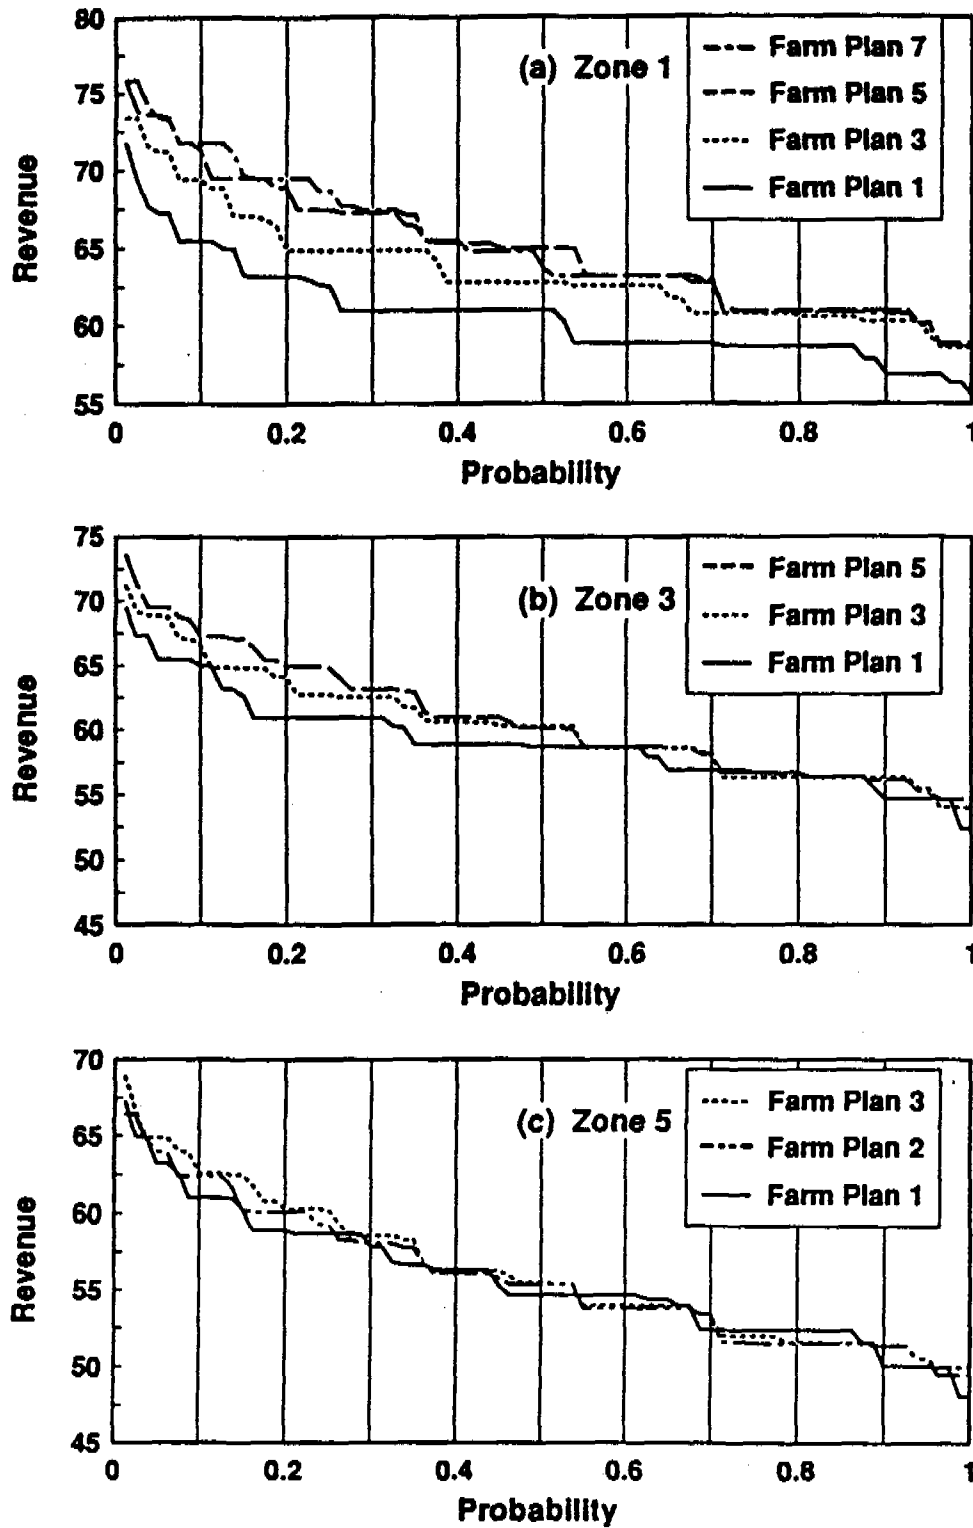 80
75
70
65
60
55
Revenue
(a) Zone 1
Farm Plan 7
Farm Plan 5
Farm Plan 3
Farm Plan 1
0 0.2 0.4 0.6 0.8 1
Probability
75
70
65
60
55
50
45
Revenue
(b) Zone 3
Farm Plan 5
Farm Plan 3
Farm Plan 1
0 0.2 0.4 0.6 0.8 1
Probability
70
65
60
55
50
45
Revenue
(c) Zone 5
Farm Plan 3
Farm Plan 2
Farm Plan 1
0 0.2 0.4 0.6 0.8 1
Probability